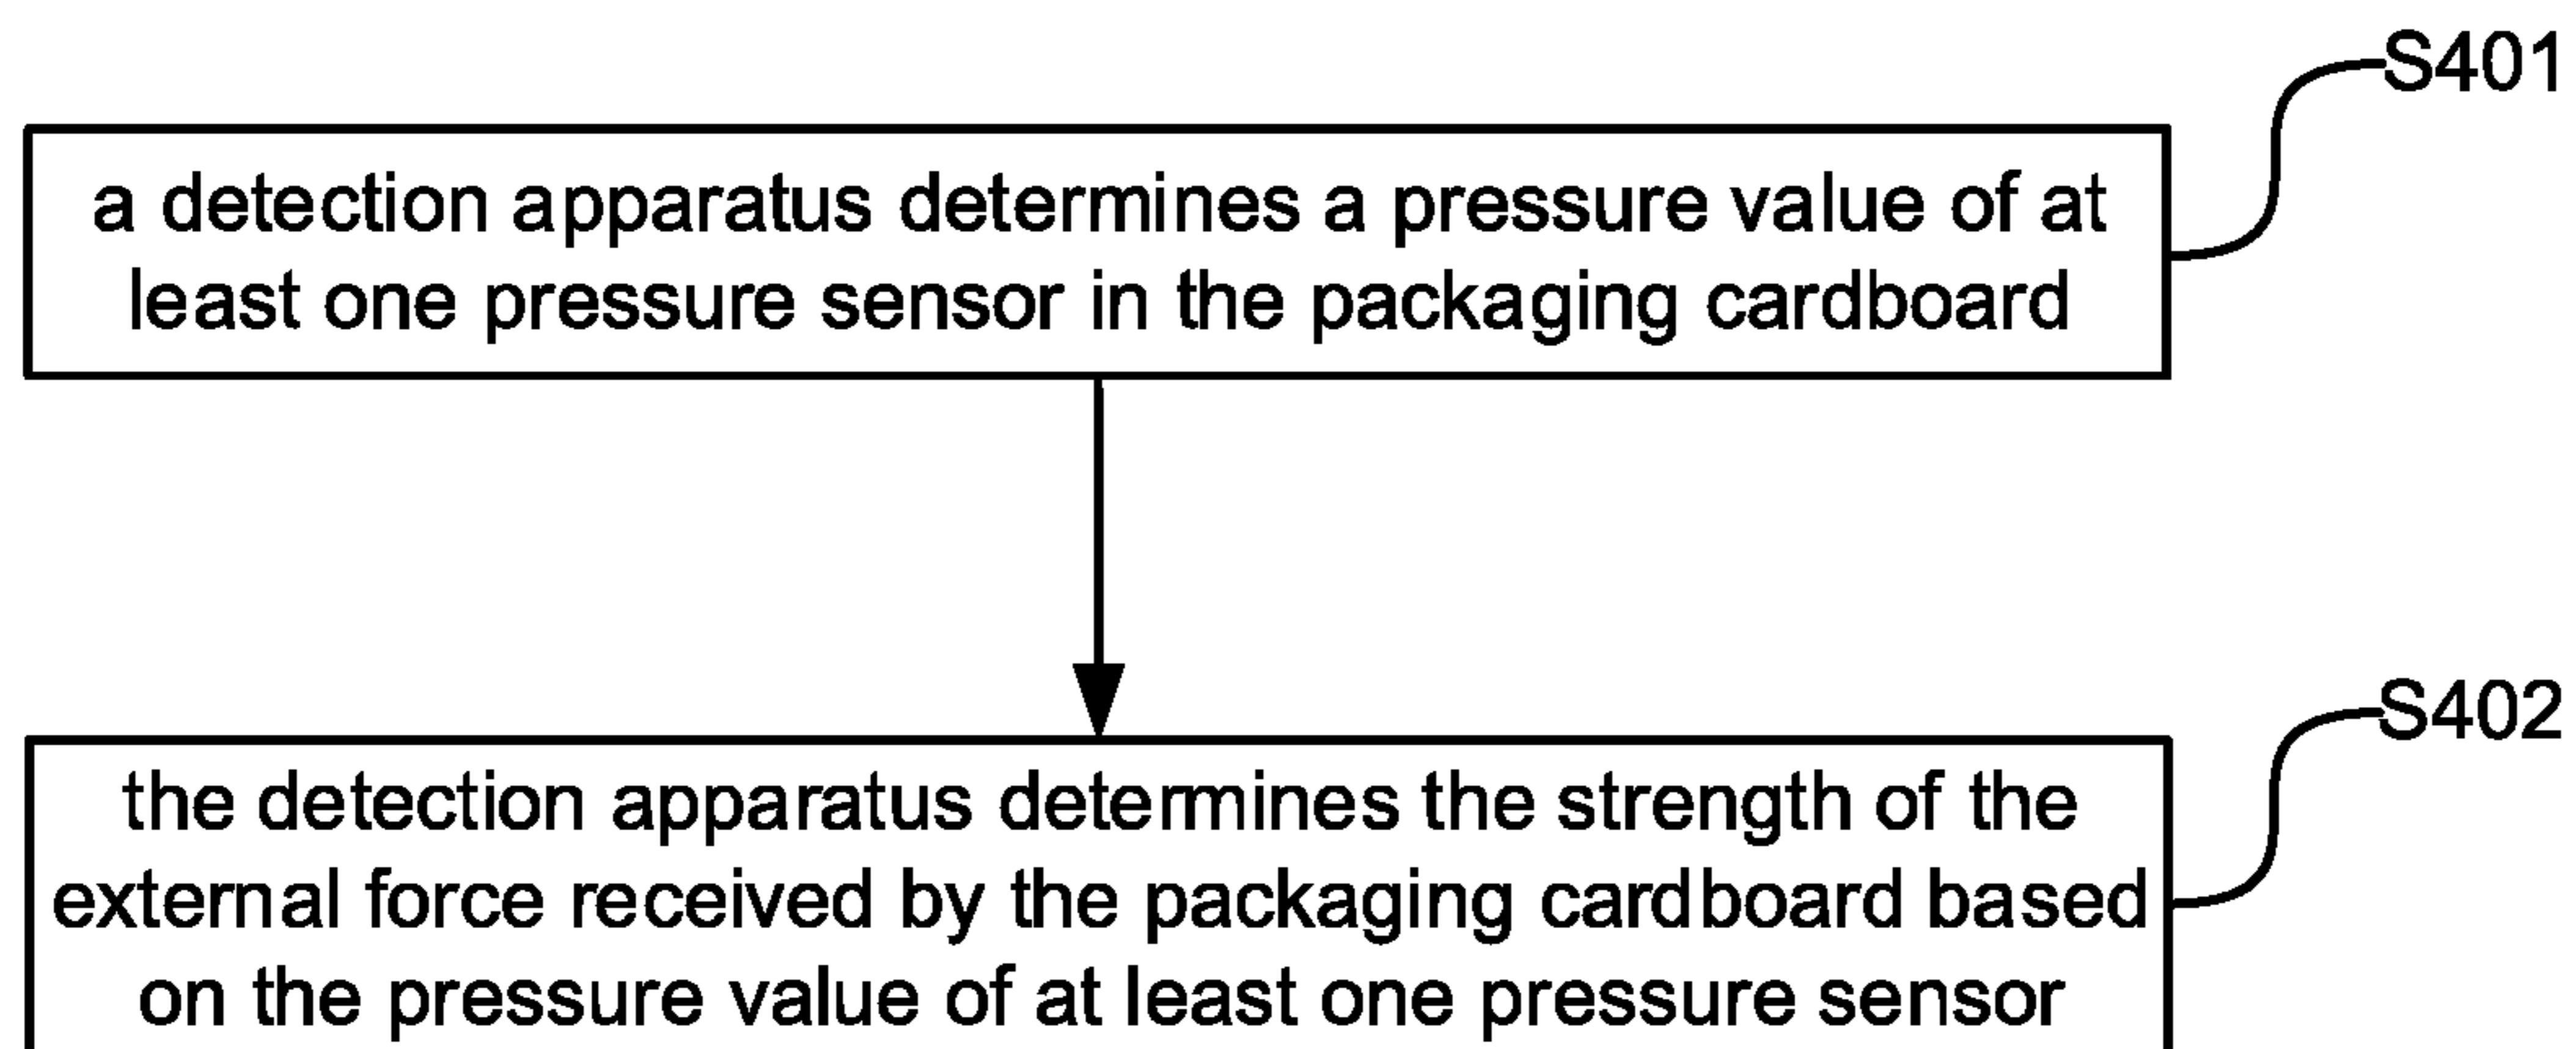 S401
a detection apparatus determines a pressure value of at
least one pressure sensor in the packaging cardboard
S402
the detection apparatus determines the strength of the
external force received by the packaging cardboard based
on the pressure value of at least one pressure sensor